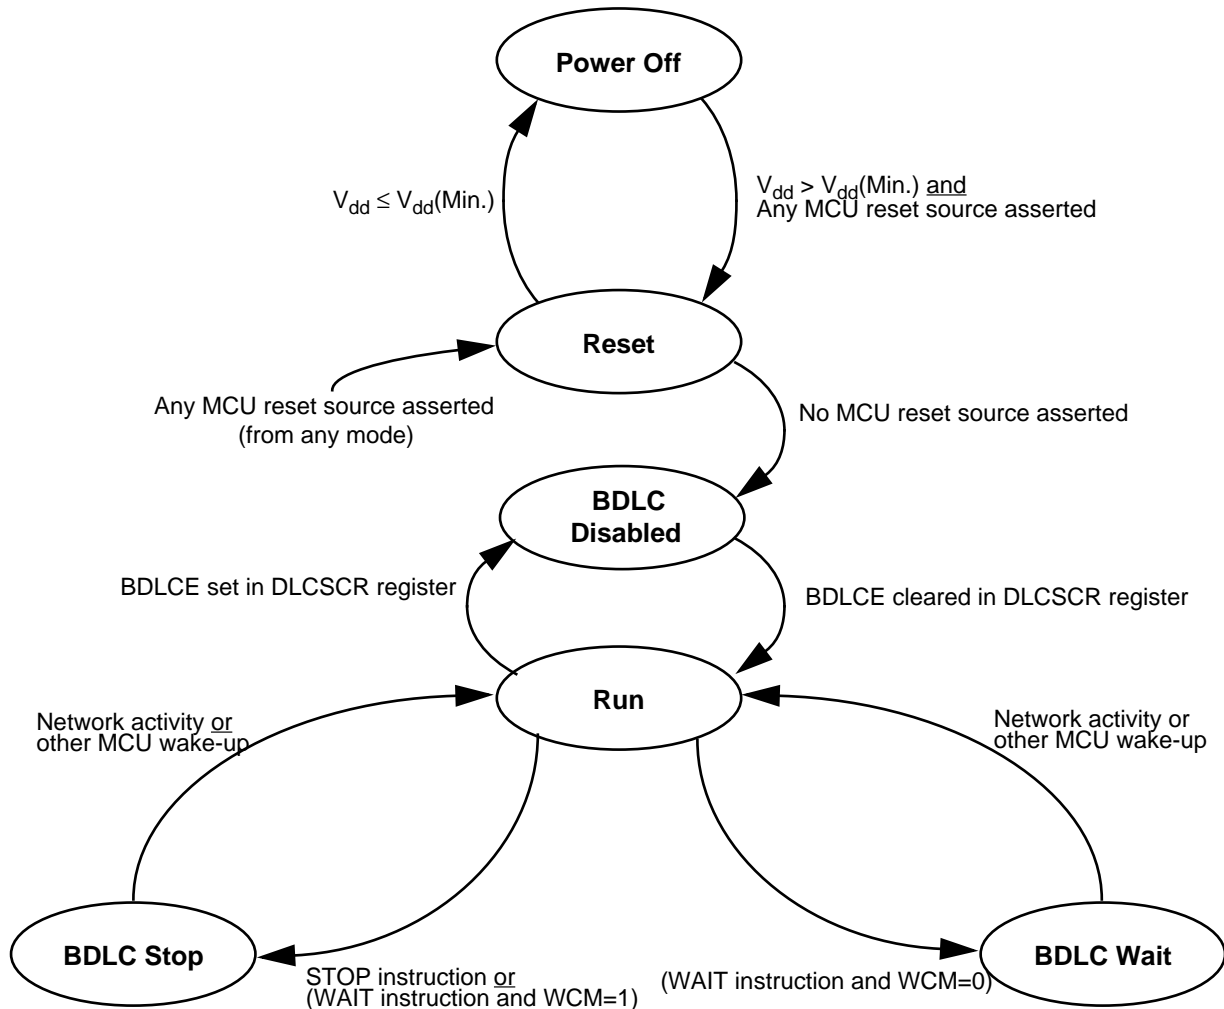 Power Off
V_dd ≤ V_dd(Min.)
V_dd > V_dd(Min.) and
Any MCU reset source asserted
Reset
Any MCU reset source asserted
(from any mode)
No MCU reset source asserted
BDLC
Disabled
BDLCE set in DLCSCR register
BDLCE cleared in DLCSCR register
Run
Network activity or
other MCU wake-up
Network activity or
other MCU wake-up
BDLC Stop
STOP instruction or
(WAIT instruction and WCM=1)
(WAIT instruction and WCM=0)
BDLC Wait